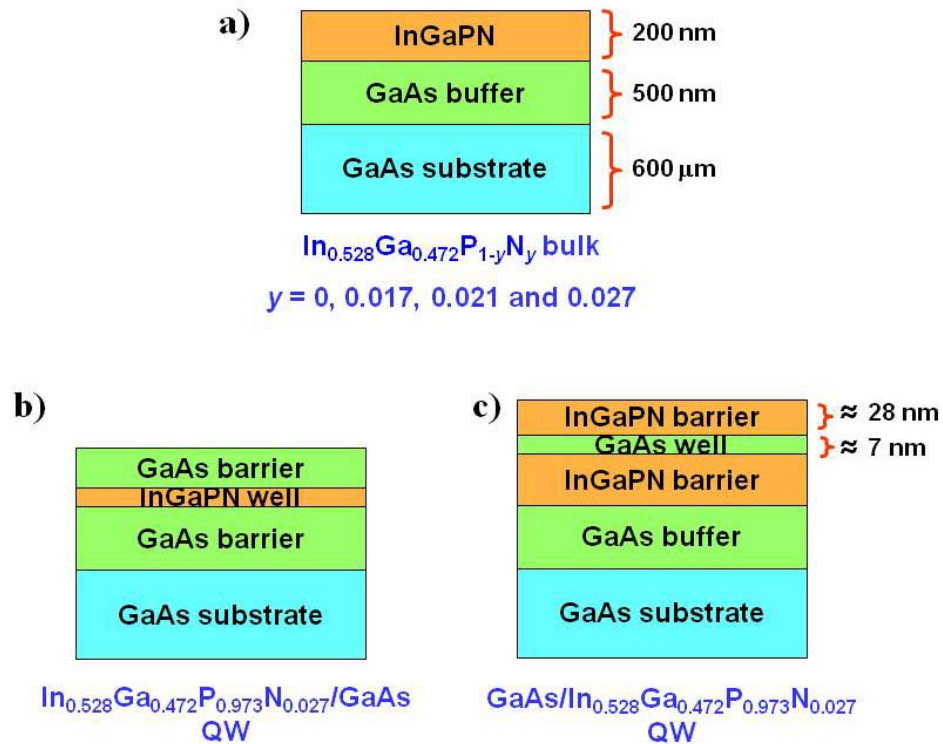 a)
InGaPN
200 nm
GaAs buffer
500 nm
GaAs substrate
600 μm
In₀.₅₂₈Ga₀.₄₇₂P₁₋yNy bulk
y = 0, 0.017, 0.021 and 0.027
b)
GaAs barrier
InGaPN well
GaAs barrier
GaAs substrate
In₀.₅₂₈Ga₀.₄₇₂P₀.₉₇₃N₀.₀₂₇/GaAs
QW
c)
InGaPN barrier
≈ 28 nm
GaAs well
≈ 7 nm
InGaPN barrier
GaAs buffer
GaAs substrate
GaAs/In₀.₅₂₈Ga₀.₄₇₂P₀.₉₇₃N₀.₀₂₇
QW